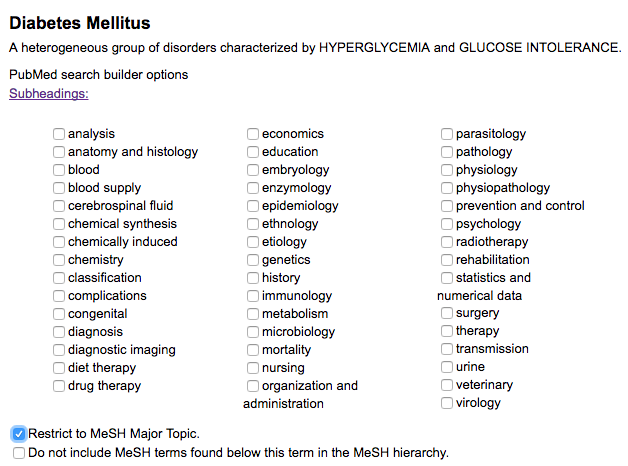 Diabetes Mellitus
A heterogeneous group of disorders characterized by HYPERGLYCEMIA and GLUCOSE INTOLERANCE.
PubMed search builder options
Subheadings:
analysis
anatomy and histology
blood
blood supply
cerebrospinal fluid
chemical synthesis
chemically induced
chemistry
classification
complications
congenital
diagnosis
diagnostic imaging
diet therapy
drug therapy
economics
education
embryology
enzymology
epidemiology
ethnology
etiology
genetics
history
immunology
metabolism
microbiology
mortality
nursing
organization and
administration
parasitology
pathology
physiology
physiopathology
prevention and control
psychology
radiotherapy
rehabilitation
statistics and
numerical data
surgery
therapy
transmission
urine
veterinary
virology
Restrict to MeSH Major Topic.
Do not include MeSH terms found below this term in the MeSH hierarchy.